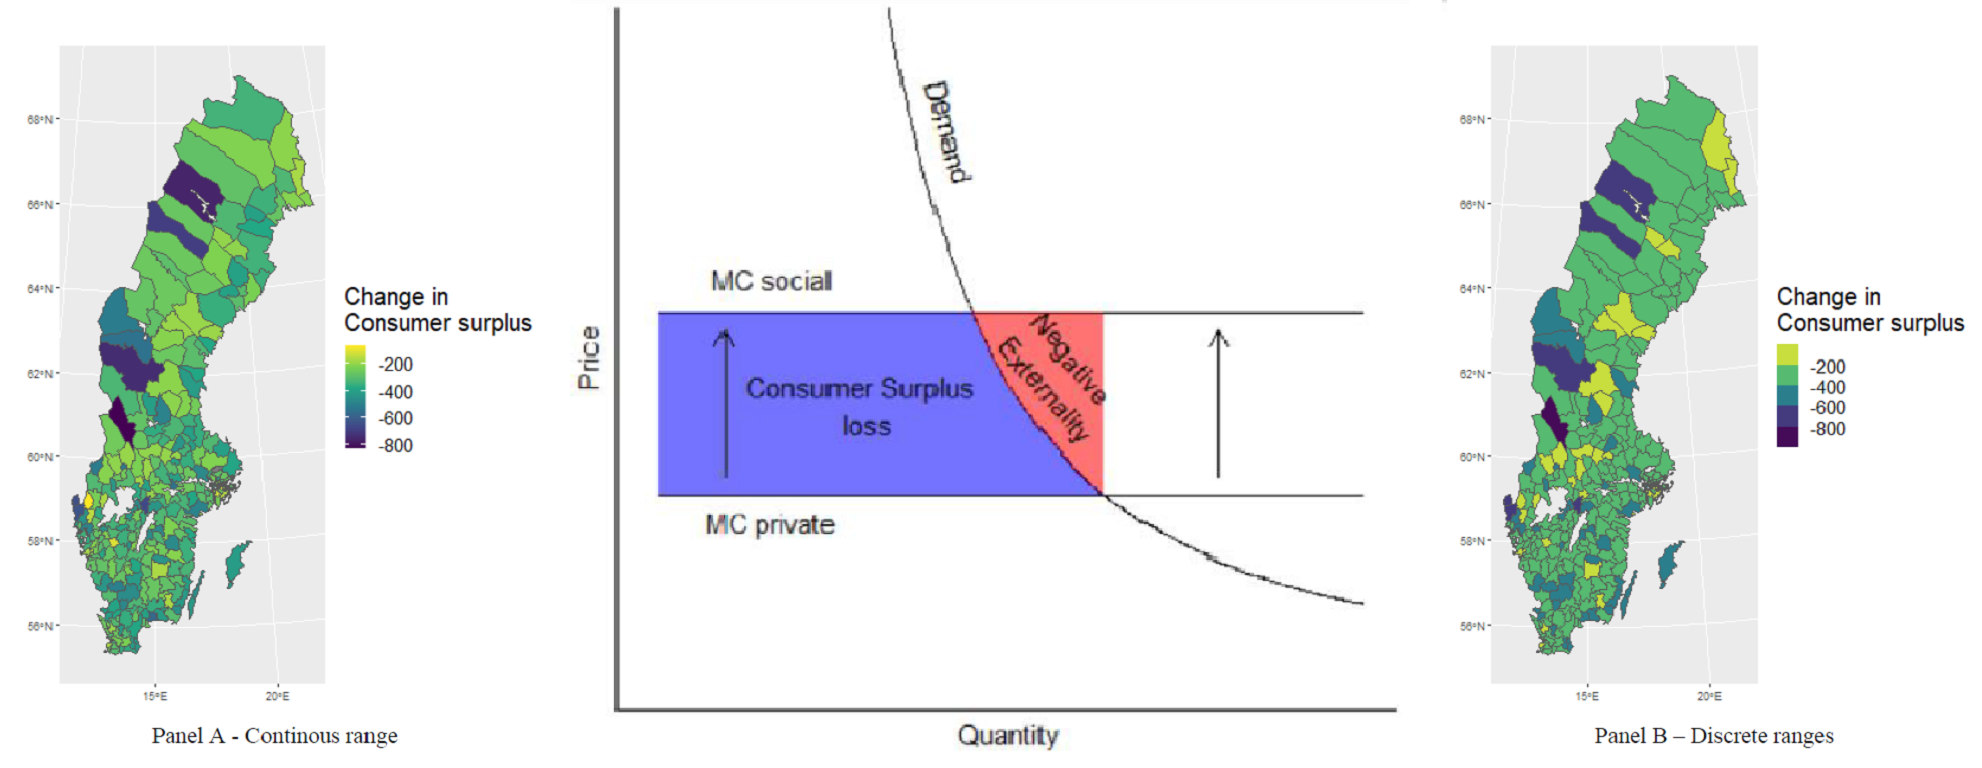 68°N
66°N
64°N
62°N
60°N
58°N
56°N
15°E
20°E
Change in
Consumer surplus
-200
-400
-600
-800
Panel A - Continous range
Price
Demand
MC sociall
Consumer Surplus
loss
Negative
Externality
MC private
Quantity
68°N
66°N
64°N
62°N
60°N
58°N
56°N
15°E
20°E
Change in
Consumer surplus
-200
-400
-600
-800
Panel B – Discrete ranges